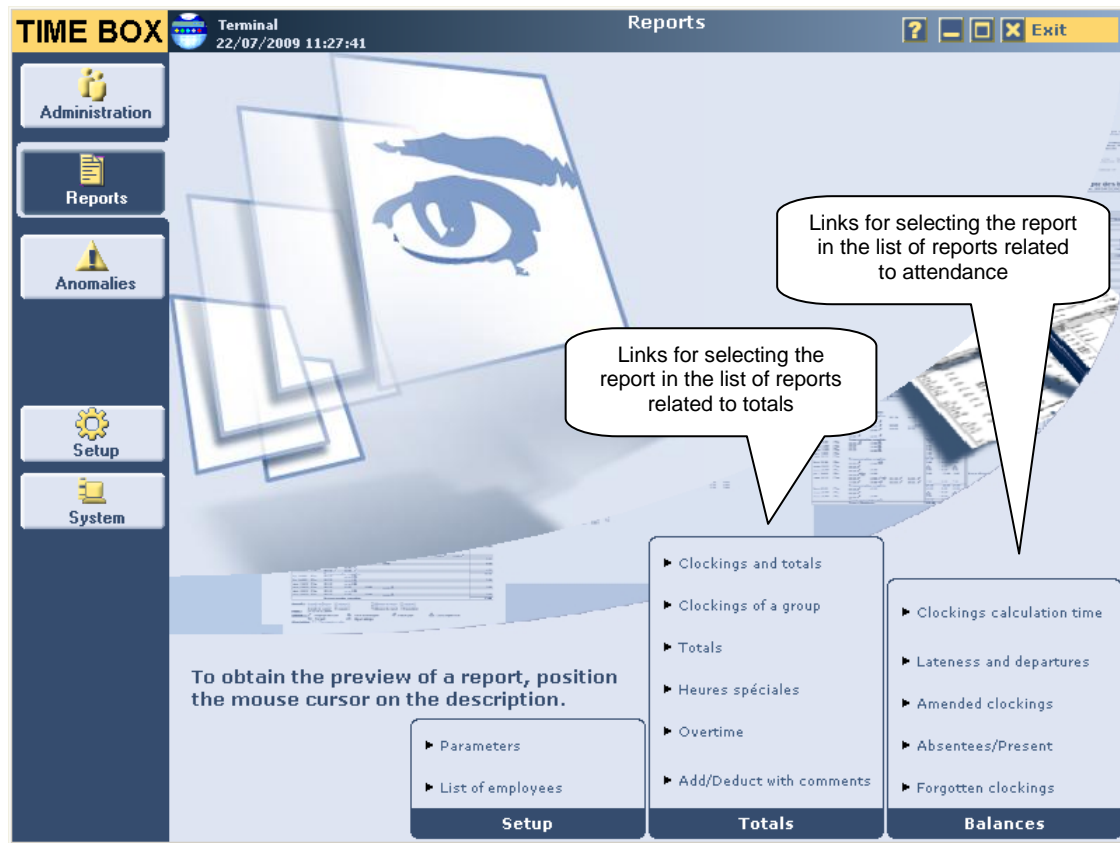 TIME BOX
Terminal
22/07/2009 11:27:41
Reports
?
Exit
Administration
Reports
Anomalies
Setup
System
Links for selecting the report
in the list of reports related
to attendance
Links for selecting the
report in the list of reports
related to totals
To obtain the preview of a report, position
the mouse cursor on the description.
Parameters
List of employees
Setup
Clockings and totals
Clockings of a group
Totals
Heures spéciales
Overtime
Add/Deduct with comments
Totals
Clockings calculation time
Lateness and departures
Amended clockings
Absentees/Present
Forgotten clockings
Balances